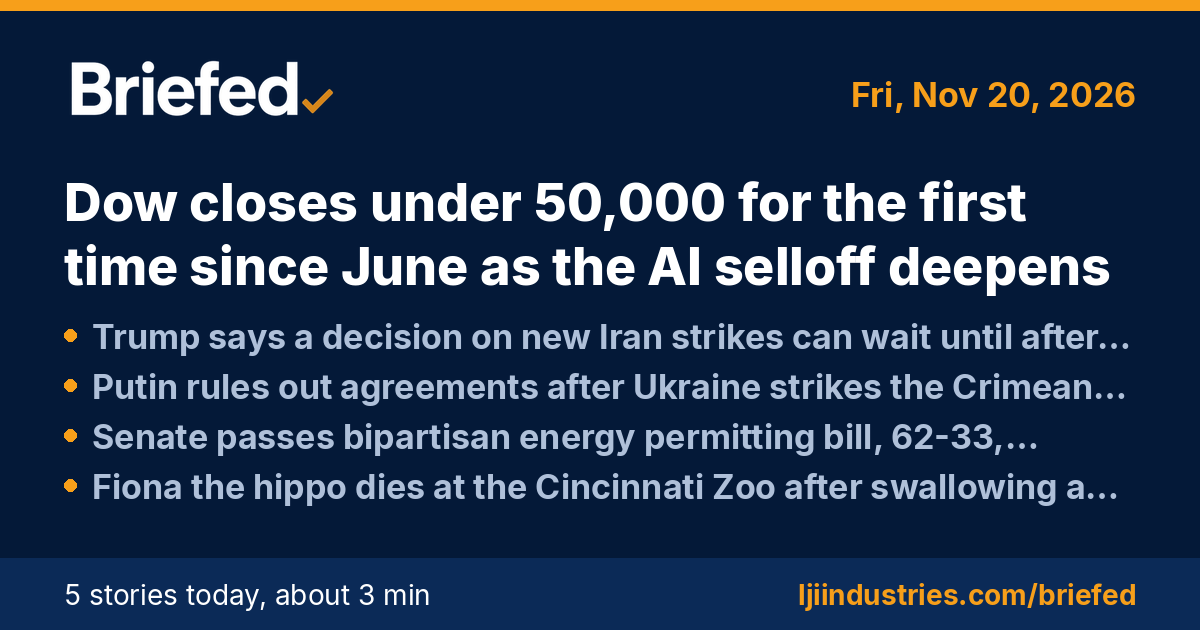 Briefed
Fri, Nov 20, 2026
Dow closes under 50,000 for the first
time since June as the AI selloff deepens
Trump says a decision on new Iran strikes can wait until after...
Putin rules out agreements after Ukraine strikes the Crimean...
Senate passes bipartisan energy permitting bill, 62-33,...
Fiona the hippo dies at the Cincinnati Zoo after swallowing a...
5 stories today, about 3 min
ljiindustries.com/briefed